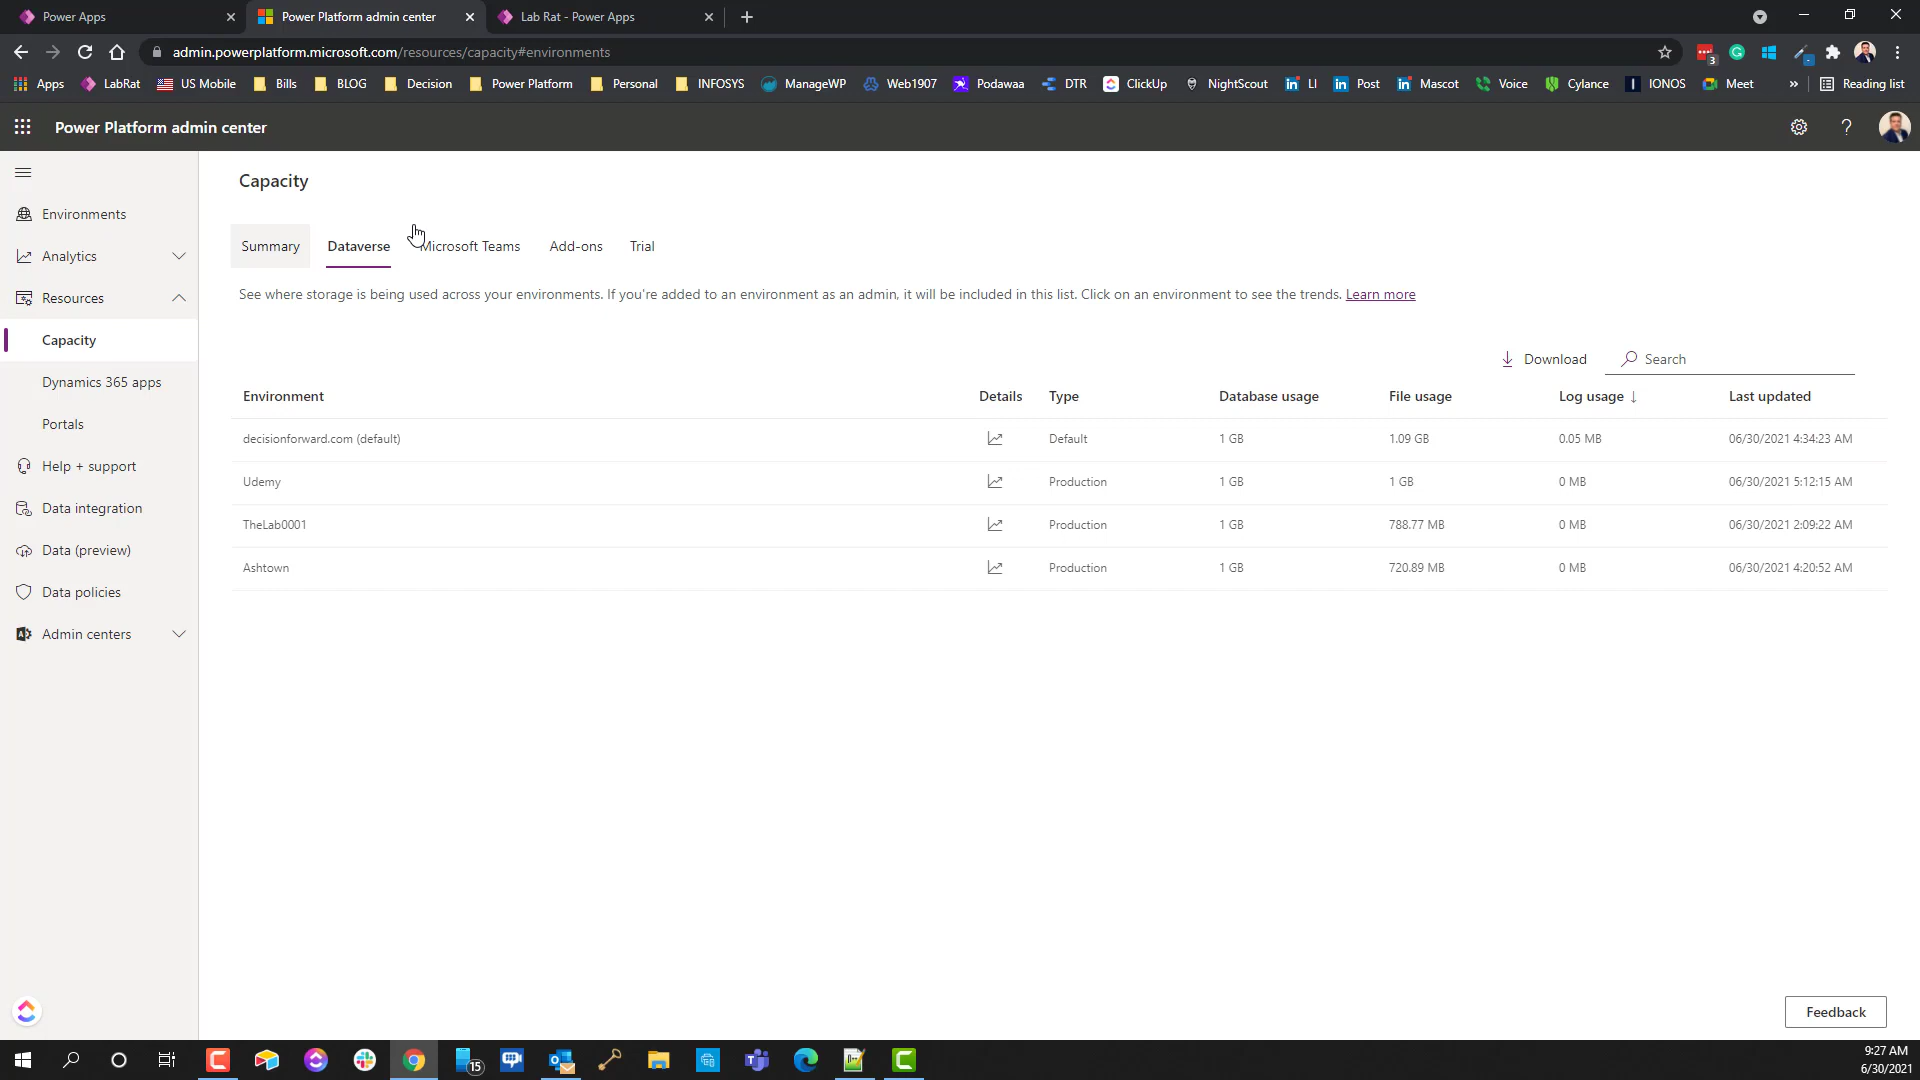 Power Apps
Power Platform admin center
Lab Rat - Power Apps
admin.powerplatform.microsoft.com/resources/capacity#environments
3
Apps LabRat US Mobile Bills BLOG Decision Power Platform Personal INFOSYS ManageWP Web1907 Podawaa DTR ClickUp NightScout LI Post Mascot Voice Cylance IONOS Meet » Reading list
Power Platform admin center
?
Capacity
Environments
Analytics
Resources
Capacity
Dynamics 365 apps
Portals
Help + support
Data integration
Data (preview)
Data policies
Admin centers
Summary Dataverse Microsoft Teams Add-ons Trial
See where storage is being used across your environments. If you're added to an environment as an admin, it will be included in this list. Click on an environment to see the trends. Learn more
Download Search
Environment Details Type Database usage File usage Log usage ↓ Last updated
decisionforward.com (default) Default 1 GB 1.09 GB 0.05 MB 06/30/2021 4:34:23 AM
Udemy Production 1 GB 1 GB 0 MB 06/30/2021 5:12:15 AM
TheLab0001 Production 1 GB 788.77 MB 0 MB 06/30/2021 2:09:22 AM
Ashtown Production 1 GB 720.89 MB 0 MB 06/30/2021 4:20:52 AM
Feedback
15
9:27 AM
6/30/2021